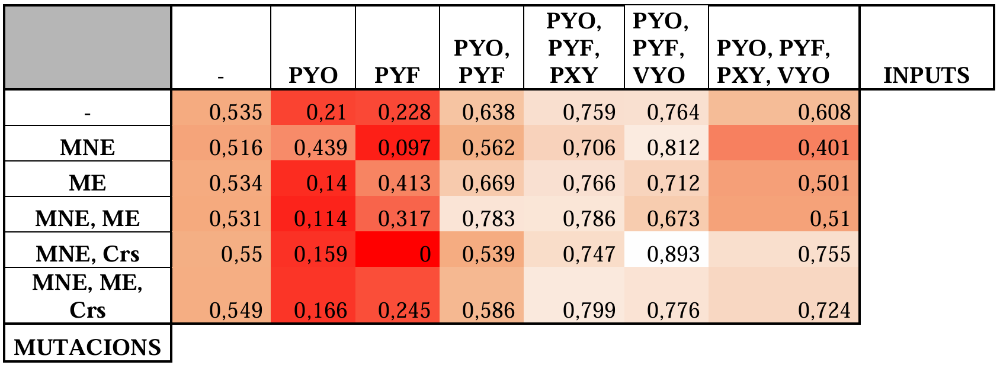 - PYO PYF PYO, PYF PYO, PYF, PXY PYO, PYF, VYO PYO, PYF, PXY, VYO INPUTS
- 0,535 0,21 0,228 0,638 0,759 0,764 0,608
MNE 0,516 0,439 0,097 0,562 0,706 0,812 0,401
ME 0,534 0,14 0,413 0,669 0,766 0,712 0,501
MNE, ME 0,531 0,114 0,317 0,783 0,786 0,673 0,51
MNE, Crs 0,55 0,159 0 0,539 0,747 0,893 0,755
MNE, ME,
Crs 0,549 0,166 0,245 0,586 0,799 0,776 0,724
MUTACIONS